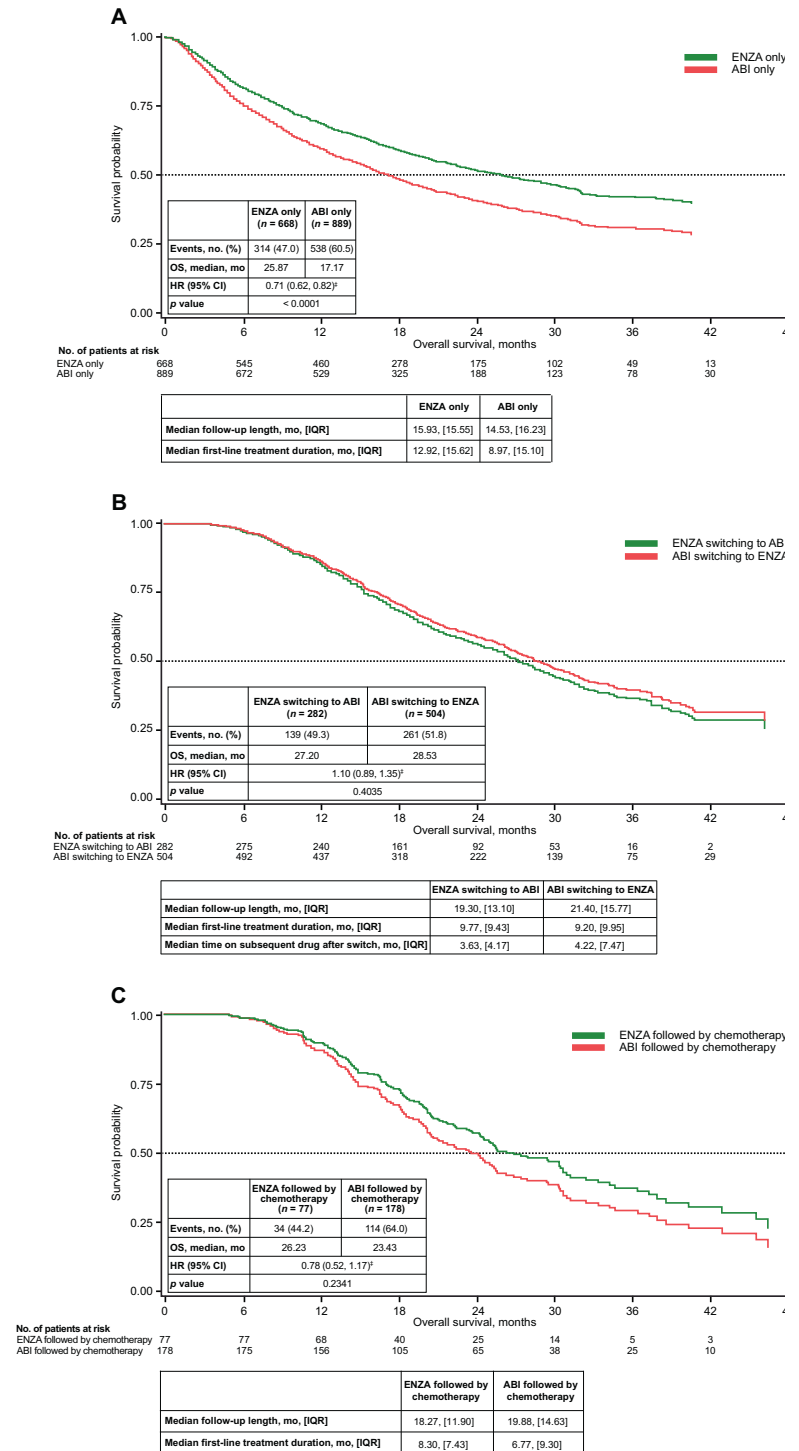 A
ENZA only
ABI only
1.00
0.75
0.50
0.25
0.00
Survival probability
ENZA only (n = 668) ABI only (n = 889)
Events, no. (%) 314 (47.0) 538 (60.5)
OS, median, mo 25.87 17.17
HR (95% CI) 0.71 (0.62, 0.82)‡
p value < 0.0001
0 6 12 18 24 30 36 42 4
Overall survival, months
No. of patients at risk
ENZA only 668 545 460 278 175 102 49 13
ABI only 889 672 529 325 188 123 78 30
ENZA only ABI only
Median follow-up length, mo, [IQR] 15.93, [15.55] 14.53, [16.23]
Median first-line treatment duration, mo, [IQR] 12.92, [15.62] 8.97, [15.10]
B
ENZA switching to ABI
ABI switching to ENZA
1.00
0.75
0.50
0.25
0.00
Survival probability
ENZA switching to ABI (n = 282) ABI switching to ENZA (n = 504)
Events, no. (%) 139 (49.3) 261 (51.8)
OS, median, mo 27.20 28.53
HR (95% CI) 1.10 (0.89, 1.35)‡
p value 0.4035
0 6 12 18 24 30 36 42 4
Overall survival, months
No. of patients at risk
ENZA switching to ABI 282 275 240 161 92 53 16 2
ABI switching to ENZA 504 492 437 318 222 139 75 29
ENZA switching to ABI ABI switching to ENZA
Median follow-up length, mo, [IQR] 19.30, [13.10] 21.40, [15.77]
Median first-line treatment duration, mo, [IQR] 9.77, [9.43] 9.20, [9.95]
Median time on subsequent drug after switch, mo, [IQR] 3.63, [4.17] 4.22, [7.47]
C
ENZA followed by chemotherapy
ABI followed by chemotherapy
1.00
0.75
0.50
0.25
0.00
Survival probability
ENZA followed by chemotherapy (n = 77) ABI followed by chemotherapy (n = 178)
Events, no. (%) 34 (44.2) 114 (64.0)
OS, median, mo 26.23 23.43
HR (95% CI) 0.78 (0.52, 1.17)‡
p value 0.2341
0 6 12 18 24 30 36 42 4
Overall survival, months
No. of patients at risk
ENZA followed by chemotherapy 77 77 68 40 25 14 5 3
ABI followed by chemotherapy 178 175 156 105 65 38 25 10
ENZA followed by chemotherapy ABI followed by chemotherapy
Median follow-up length, mo, [IQR] 18.27, [11.90] 19.88, [14.63]
Median first-line treatment duration, mo, [IQR] 8.30, [7.43] 6.77, [9.30]